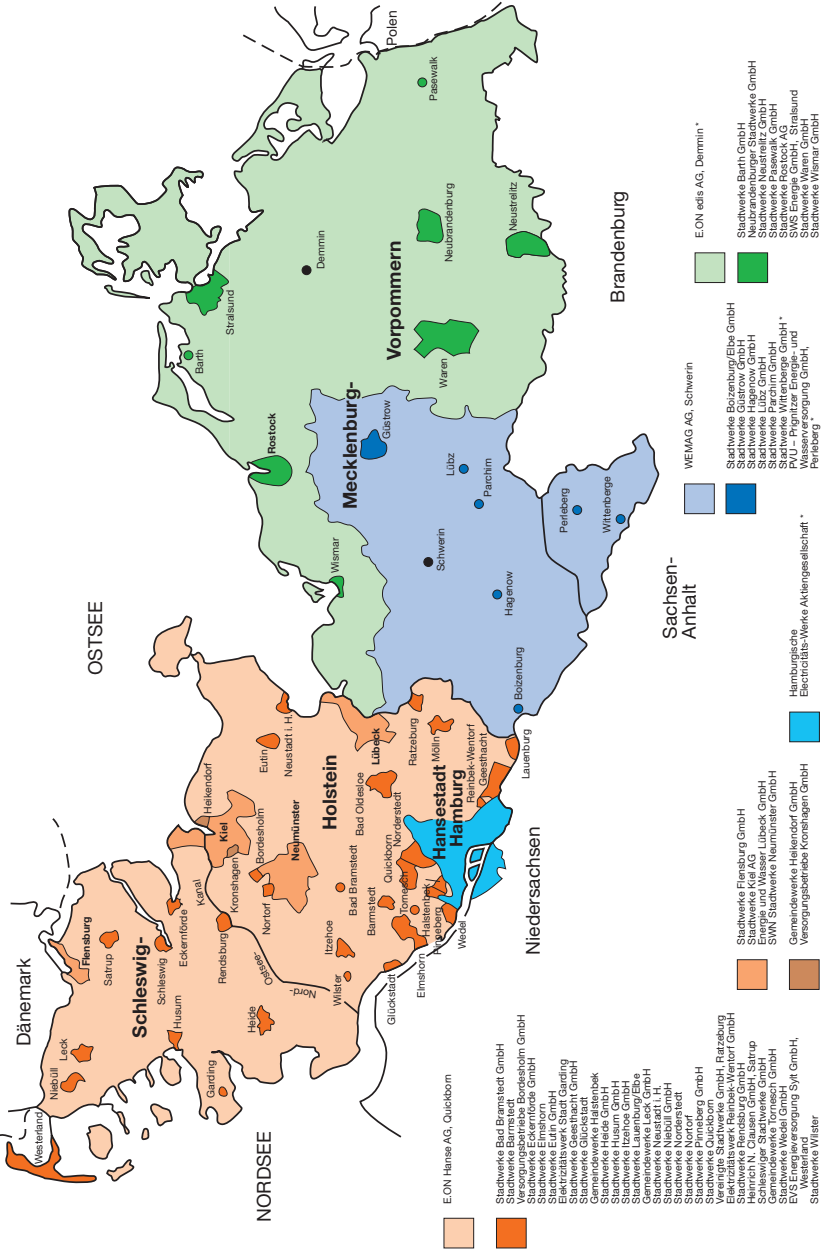 Dänemark
NORDSEE
OSTSEE
Polen
Niedersachsen
Sachsen-
Anhalt
Brandenburg
Schleswig-
Holstein
Hansestadt
Hamburg
Mecklenburg-
Vorpommern
Westerland
Niebüll
Leck
Flensburg
Satrup
Schleswig
Husum
Eckernförde
Garding
Rendsburg
Kanal
Ostsee-
Nord-
Heide
Kronshagen
Kiel
Heikendorf
Bordesholm
Nortorf
Neumünster
Eutin
Neustadt i. H.
Itzehoe
Wilster
Bad Bramstedt
Barmstedt
Glückstadt
Elmshorn
Quickborn
Tornesch
Norderstedt
Halstenbek
Pinneberg
Wedel
Bad Oldesloe
Lübeck
Ratzeburg
Mölln
Reinbek-Wentorf
Geesthacht
Lauenburg
Boizenburg
Wismar
Rostock
Schwerin
Hagenow
Güstrow
Lübz
Parchim
Perleberg
Wittenberge
Barth
Stralsund
Demmin
Waren
Neubrandenburg
Neustrelitz
Pasewalk
E.ON Hanse AG, Quickborn
Stadtwerke Bad Bramstedt GmbH
Stadtwerke Barmstedt
Versorgungsbetriebe Bordesholm GmbH
Stadtwerke Eckernförde GmbH
Stadtwerke Elmshorn
Stadtwerke Eutin GmbH
Elektrizitätswerk Stadt Garding
Stadtwerke Geesthacht GmbH
Stadtwerke Glückstadt
Gemeindewerke Halstenbek
Stadtwerke Heide GmbH
Stadtwerke Husum GmbH
Stadtwerke Itzehoe GmbH
Stadtwerke Lauenburg/Elbe
Gemeindewerke Leck GmbH
Stadtwerke Neustadt i. H.
Stadtwerke Niebüll GmbH
Stadtwerke Norderstedt
Stadtwerke Nortorf
Stadtwerke Pinneberg GmbH
Stadtwerke Quickborn
Vereinigte Stadtwerke GmbH, Ratzeburg
Elektrizitätswerk Reinbek-Wentorf GmbH
Stadtwerke Rendsburg GmbH
Heinrich N. Clausen GmbH, Satrup
Schleswiger Stadtwerke GmbH
Gemeindewerke Tornesch GmbH
Stadtwerke Wedel GmbH
EVS Energieversorgung Sylt GmbH,
Westerland
Stadtwerke Wilster
Stadtwerke Flensburg GmbH
Stadtwerke Kiel AG
Energie und Wasser Lübeck GmbH
SWN Stadtwerke Neumünster GmbH
Gemeindewerke Heikendorf GmbH
Versorgungsbetriebe Kronshagen GmbH
Hamburgische
Electricitäts-Werke Aktiengesellschaft *
WEMAG AG, Schwerin
Stadtwerke Boizenburg/Elbe GmbH
Stadtwerke Güstrow GmbH
Stadtwerke Hagenow GmbH
Stadtwerke Lübz GmbH
Stadtwerke Parchim GmbH
Stadtwerke Wittenberge GmbH *
PVU – Prignitzer Energie- und
Wasserversorgung GmbH,
Perleberg *
E.ON edis AG, Demmin *
Stadtwerke Barth GmbH
Neubrandenburger Stadtwerke GmbH
Stadtwerke Neustrelitz GmbH
Stadtwerke Pasewalk GmbH
Stadtwerke Rostock AG
SWS Energie GmbH, Stralsund
Stadtwerke Waren GmbH
Stadtwerke Wismar GmbH